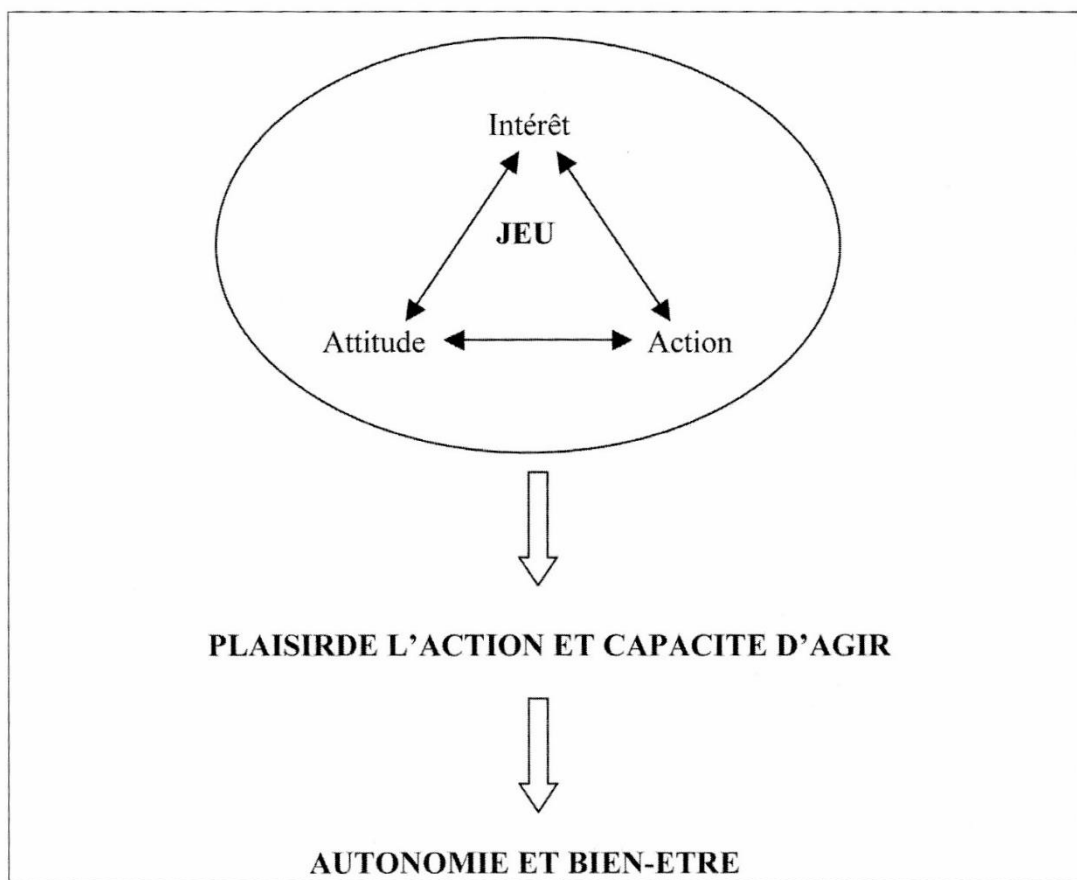 Intérêt
JEU
Attitude
Action
PLAISIRDE L'ACTION ET CAPACITE D'AGIR
AUTONOMIE ET BIEN-ETRE